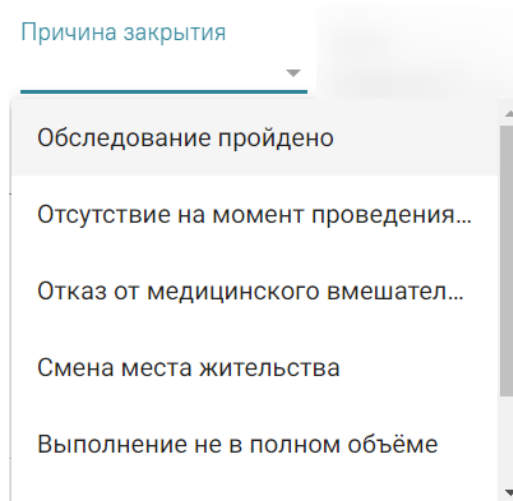 Причина закрытия
Обследование пройдено
Отсутствие на момент проведения...
Отказ от медицинского вмешател...
Смена места жительства
Выполнение не в полном объёме